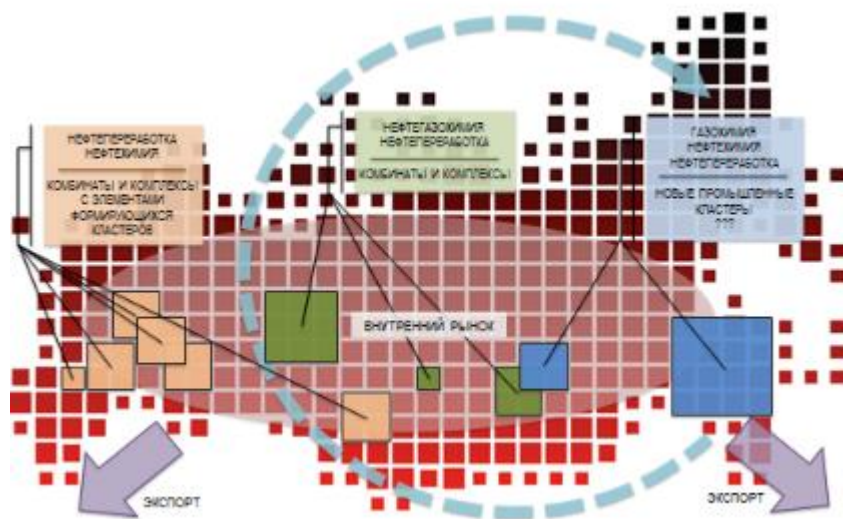 НЕФТЕПЕРЕРАБОТКА
НЕФТЕХИМИЯ
КОМБИНАТЫ И КОМПЛЕКСЫ
С ЭЛЕМЕНТАМИ
ФОРМИРУЮЩИХСЯ
КЛАСТЕРОВ
НЕФТЕГАЗОХИМИЯ
НЕФТЕПЕРЕРАБОТКА
КОМБИНАТЫ И КОМПЛЕКСЫ
ГАЗОХИМИЯ
НЕФТЕХИМИЯ
НЕФТЕПЕРЕРАБОТКА
НОВЫЕ ПРОМЫШЛЕННЫЕ
КЛАСТЕРЫ
???
ВНУТРЕННИЙ РЫНОК
ЭКСПОРТ
ЭКСПОРТ